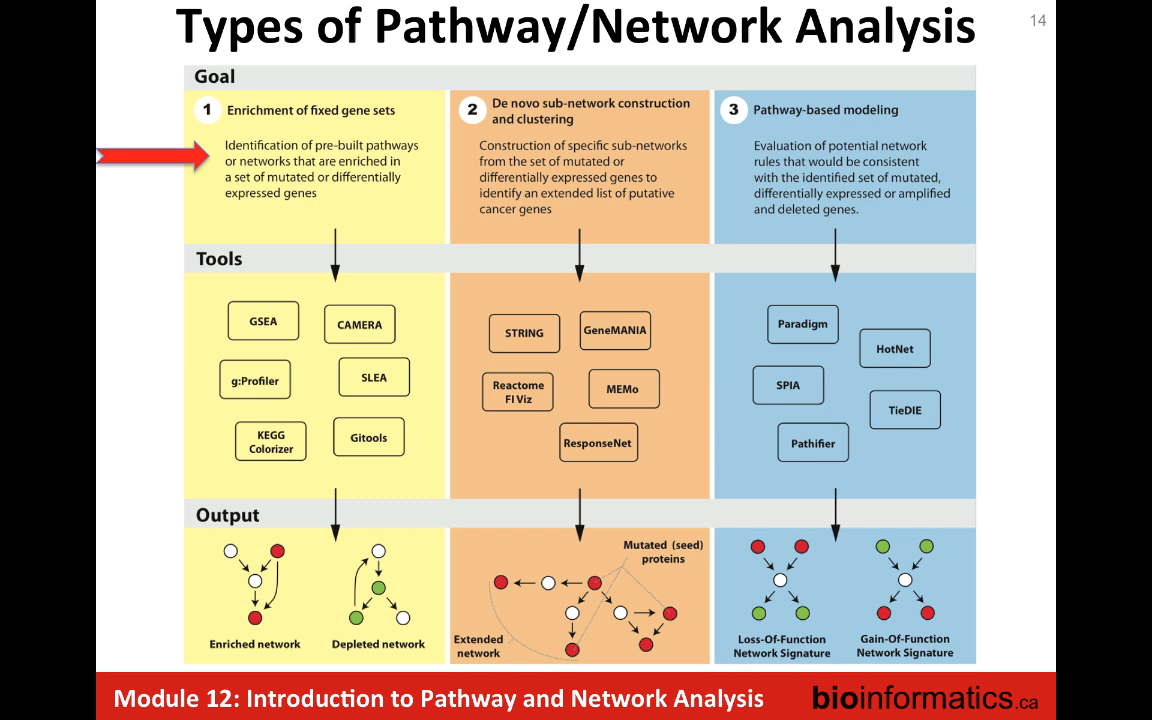 Types of Pathway/Network Analysis
14
Goal
1
Enrichment of fixed gene sets
Identification of pre-built pathways
or networks that are enriched in
a set of mutated or differentially
expressed genes
2
De novo sub-network construction
and clustering
Construction of specific sub-networks
from the set of mutated or
differentially expressed genes to
identify an extended list of putative
cancer genes
3
Pathway-based modeling
Evaluation of potential network
rules that would be consistent
with the identified set of mutated,
differentially expressed or amplified
and deleted genes.
Tools
GSEA
CAMERA
g:Profiler
SLEA
KEGG
Colorizer
Gitools
STRING
GeneMANIA
Reactome
FI Viz
MEMo
ResponseNet
Paradigm
HotNet
SPIA
TieDIE
Pathifier
Output
Enriched network
Depleted network
Mutated (seed)
proteins
Extended
network
Loss-Of-Function
Network Signature
Gain-Of-Function
Network Signature
Module 12: Introduction to Pathway and Network Analysis
bioinformatics.ca